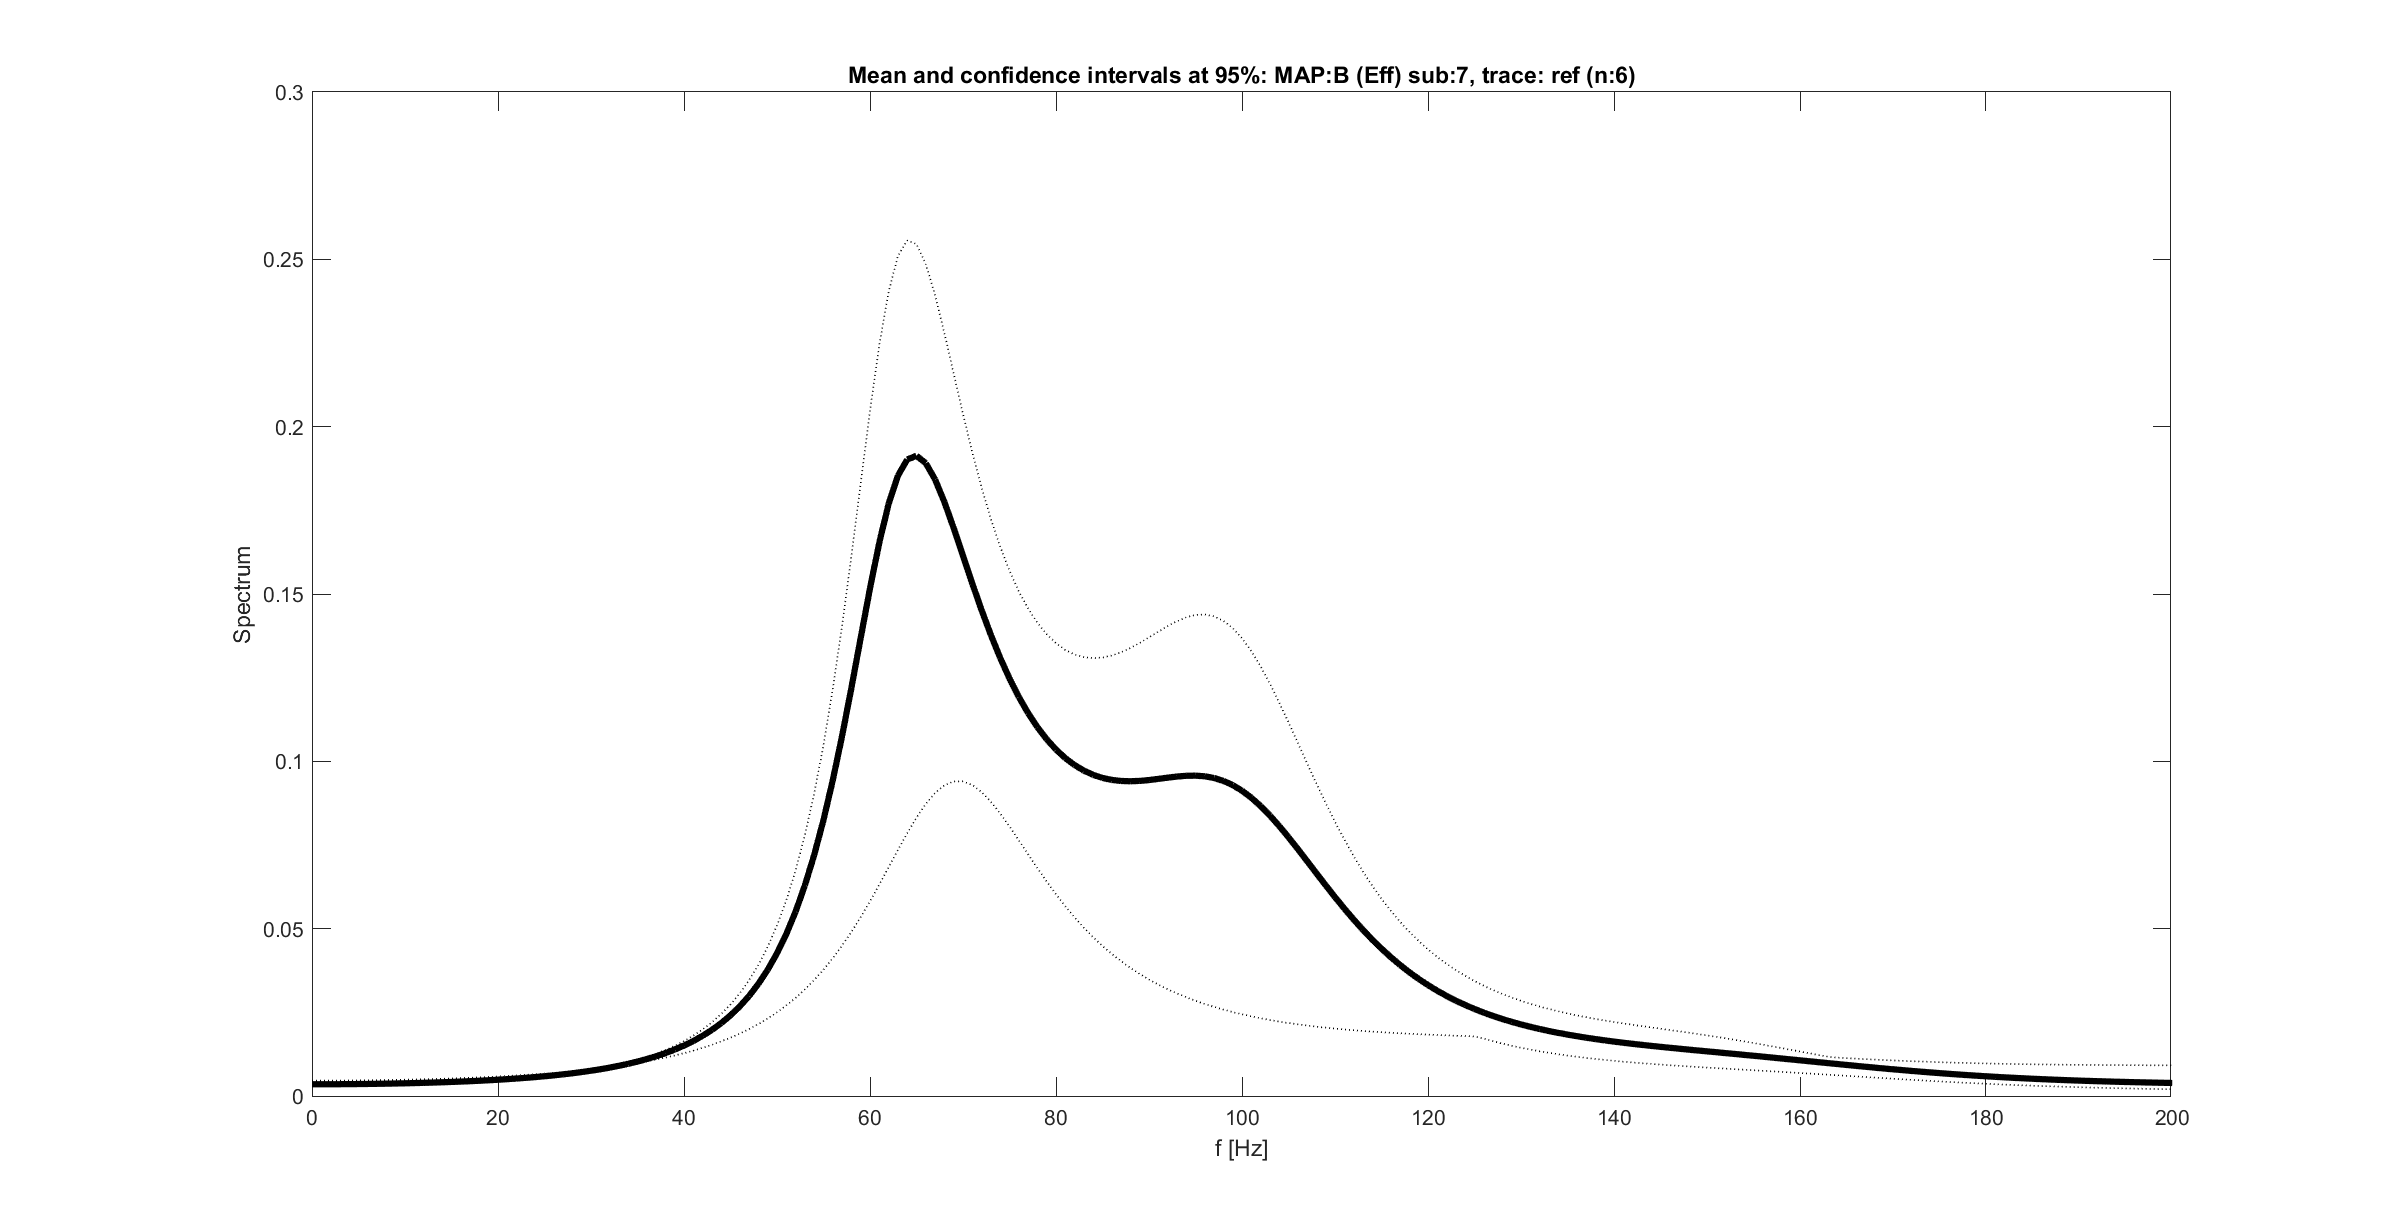 Mean and confidence intervals at 95%: MAP:B (Eff) sub:7, trace: ref (n:6)
0.3
0.25
0.2
0.15
0.1
0.05
0
Spectrum
0 20 40 60 80 100 120 140 160 180 200
f [Hz]